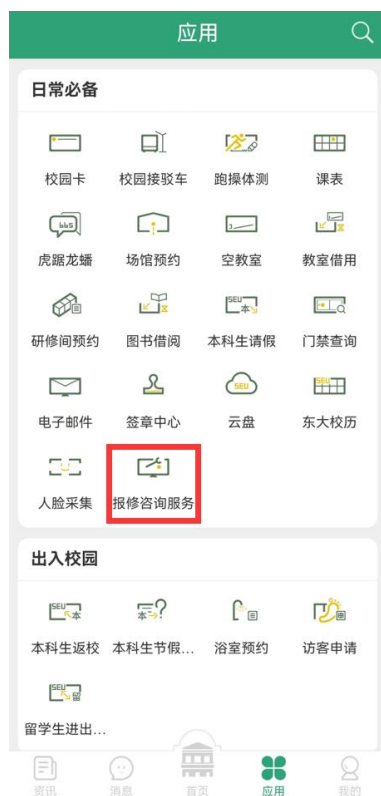 应用
日常必备
校园卡 校园接驳车 跑操体测 课表
虎踞龙蟠 场馆预约 空教室 教室借用
研修间预约 图书借阅 本科生请假 门禁查询
电子邮件 签章中心 云盘 东大校历
人脸采集 报修咨询服务
出入校园
本科生返校 本科生节假... 浴室预约 访客申请
留学生进出...
资讯 消息 首页 应用 我的